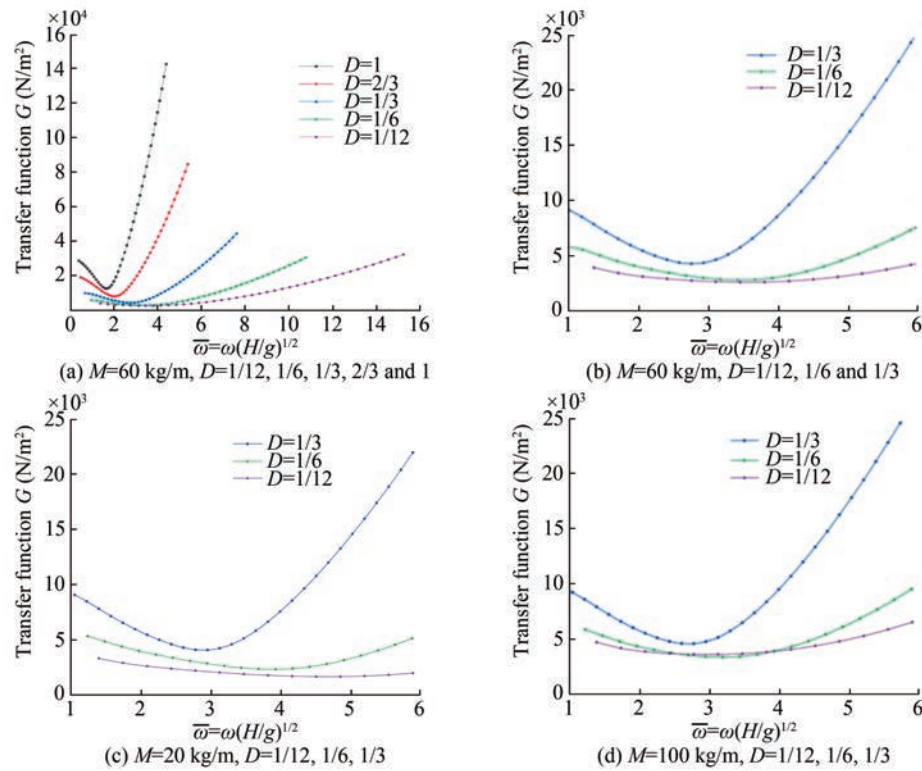 ×10⁴
16
14
12
10
8
6
4
2
Transfer function G (N/m²)
D=1
D=2/3
D=1/3
D=1/6
D=1/12
0 2 4 6 8 10 12 14 16
ω̅=ω(H/g)^1/2
(a) M=60 kg/m, D=1/12, 1/6, 1/3, 2/3 and 1
×10³
25
20
15
10
5
0
Transfer function G (N/m²)
D=1/3
D=1/6
D=1/12
1 2 3 4 5 6
ω̅=ω(H/g)^1/2
(b) M=60 kg/m, D=1/12, 1/6 and 1/3
×10³
25
20
15
10
5
0
Transfer function G (N/m²)
D=1/3
D=1/6
D=1/12
1 2 3 4 5 6
ω̅=ω(H/g)^1/2
(c) M=20 kg/m, D=1/12, 1/6, 1/3
×10³
25
20
15
10
5
0
Transfer function G (N/m²)
D=1/3
D=1/6
D=1/12
1 2 3 4 5 6
ω̅=ω(H/g)^1/2
(d) M=100 kg/m, D=1/12, 1/6, 1/3